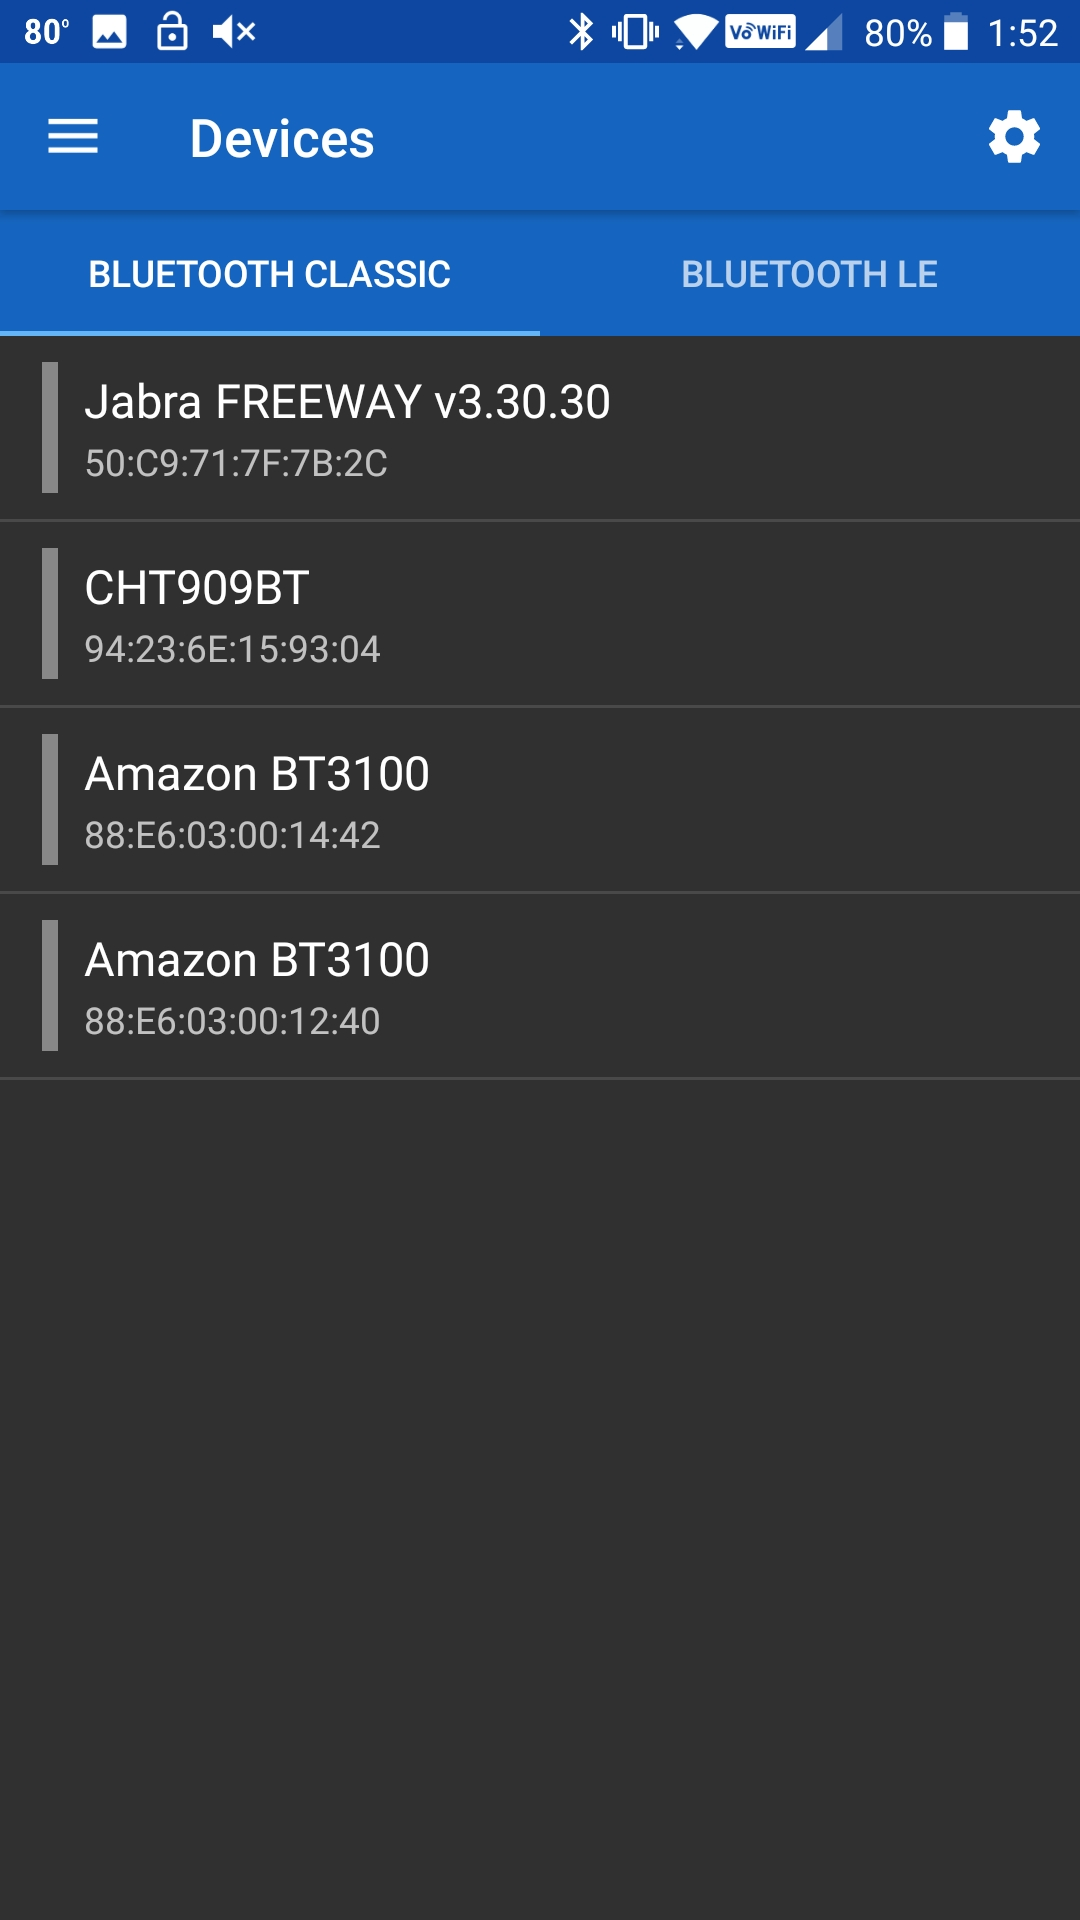 80° 80% 1:52
Vo WiFi
Devices
BLUETOOTH CLASSIC BLUETOOTH LE
Jabra FREEWAY v3.30.30
50:C9:71:7F:7B:2C
CHT909BT
94:23:6E:15:93:04
Amazon BT3100
88:E6:03:00:14:42
Amazon BT3100
88:E6:03:00:12:40